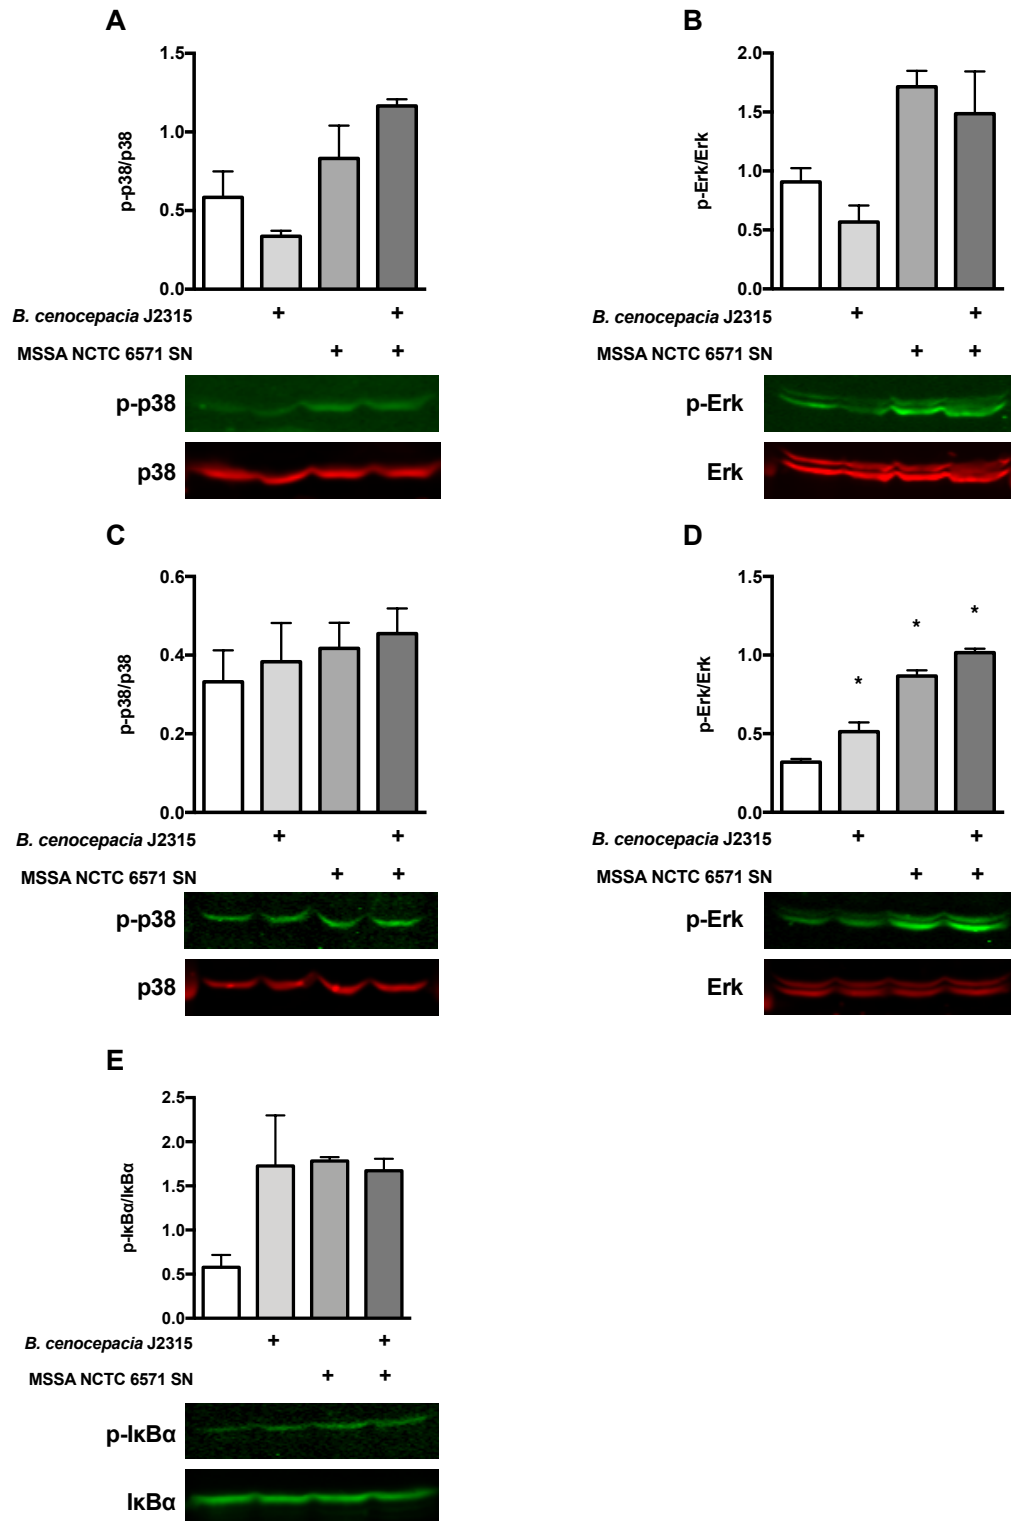 A
1.5
1.0
0.5
0.0
p-p38/p38
B. cenocepacia J2315 + +
MSSA NCTC 6571 SN + +
p-p38
p38
B
2.0
1.5
1.0
0.5
0.0
p-Erk/Erk
B. cenocepacia J2315 + +
MSSA NCTC 6571 SN + +
p-Erk
Erk
C
0.6
0.4
0.2
0.0
p-p38/p38
B. cenocepacia J2315 + +
MSSA NCTC 6571 SN + +
p-p38
p38
D
1.5
1.0
0.5
0.0
p-Erk/Erk
* * *
B. cenocepacia J2315 + +
MSSA NCTC 6571 SN + +
p-Erk
Erk
E
2.5
2.0
1.5
1.0
0.5
0.0
p-IκBα/IκBα
B. cenocepacia J2315 + +
MSSA NCTC 6571 SN + +
p-IκBα
IκBα